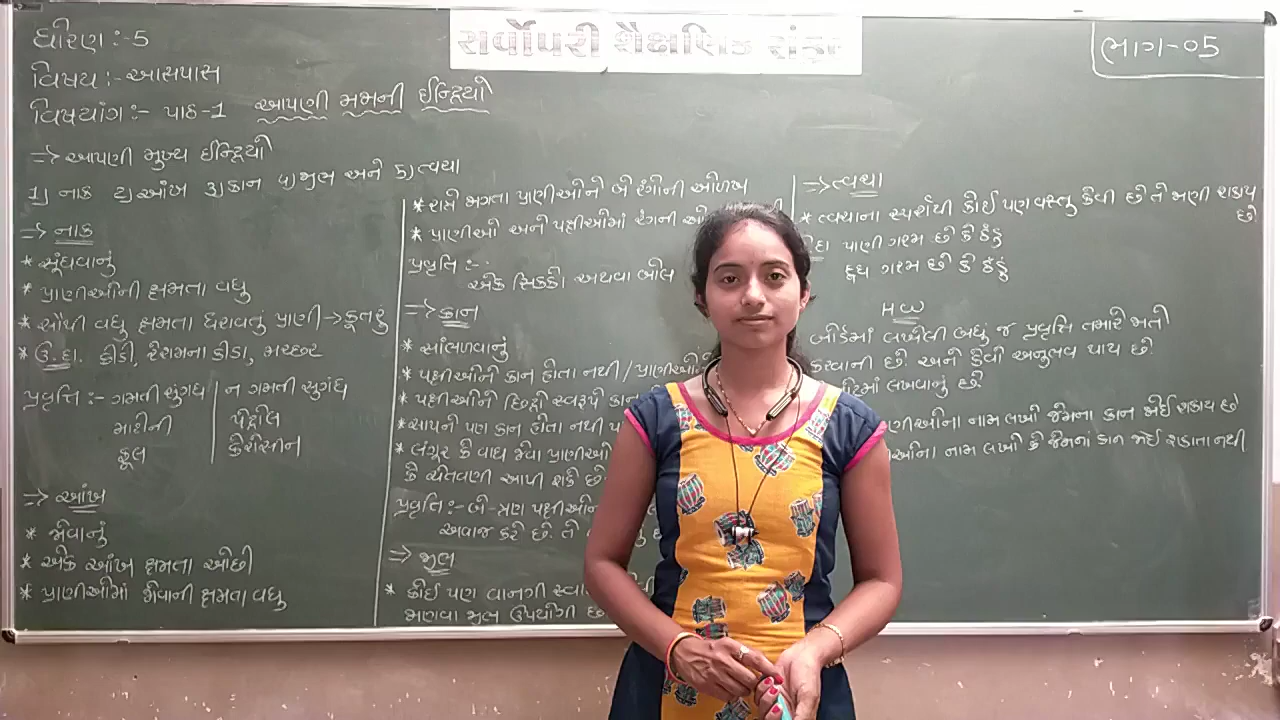 સર્વોપરી શૈક્ષણિક સંકુલ
ભાગ-05
ધોરણ :- 5
વિષય :- આસપાસ
વિષયાંગ :- પાઠ-1 આપણી મઝાની ઈન્દ્રિયો
=> આપણી મુખ્ય ઈન્દ્રિયો
1) નાક 2) આંખ 3) કાન 4) જીભ અને 5) ત્વચા
=> નાક
* સૂંઘવાનું
* પ્રાણીઓની ક્ષમતા વધુ
* સૌથી વધુ ક્ષમતા ધરાવતું પ્રાણી -> કૂતરું
* ઉ.દા. કીડી, રેશમના કીડા, મચ્છર
પ્રવૃત્તિ :- ગમતી સુગંધ | ન ગમતી સુગંધ
માટીની | પેટ્રોલ
ફૂલ | કેરોસીન
=> આંખ
* જોવાનું
* એક આંખ ક્ષમતા ઓછી
* પ્રાણીઓમાં જોવાની ક્ષમતા વધુ
* રાત્રે જાગતા પ્રાણીઓને બે રંગોની ઓળખ
* પ્રાણીઓ અને પક્ષીઓમાં રંગની
પ્રવૃત્તિ :-
એક સિક્કો અથવા બોલ
=> કાન
* સાંભળવાનું
* પક્ષીઓને કાન હોતા નથી / પ્રાણીઓને
* પક્ષીઓને છિદ્રો સ્વરૂપે કાન
* સાપને પણ કાન હોતા નથી
* લંગૂર કે વાઘ જેવા પ્રાણીઓ
કે ચેતવણી આપી શકે છે.
પ્રવૃત્તિ :- બે-ત્રણ પક્ષીઓના
અવાજ કરે છે. તે
=> જીભ
* કોઈ પણ વાનગી
જાણવા જીભ ઉપયોગી છે
=> ત્વચા
* ત્વચાના સ્પર્શથી કોઈ પણ વસ્તુ કેવી છે તે જાણી શકાય
છે.
પાણી ગરમ છે કે ઠંડું
દૂધ ગરમ છે કે ઠંડું
HW
બોર્ડમાં લખેલી બધું જ પ્રવૃત્તિ તમારે જાતે
કરવાની છે. અને કેવો અનુભવ થાય છે.
લખવાનું છે.
નામ લખો જેમના કાન જોઈ શકાય છે
નામ લખો કે જેમનાં કાન જોઈ શકાતા નથી